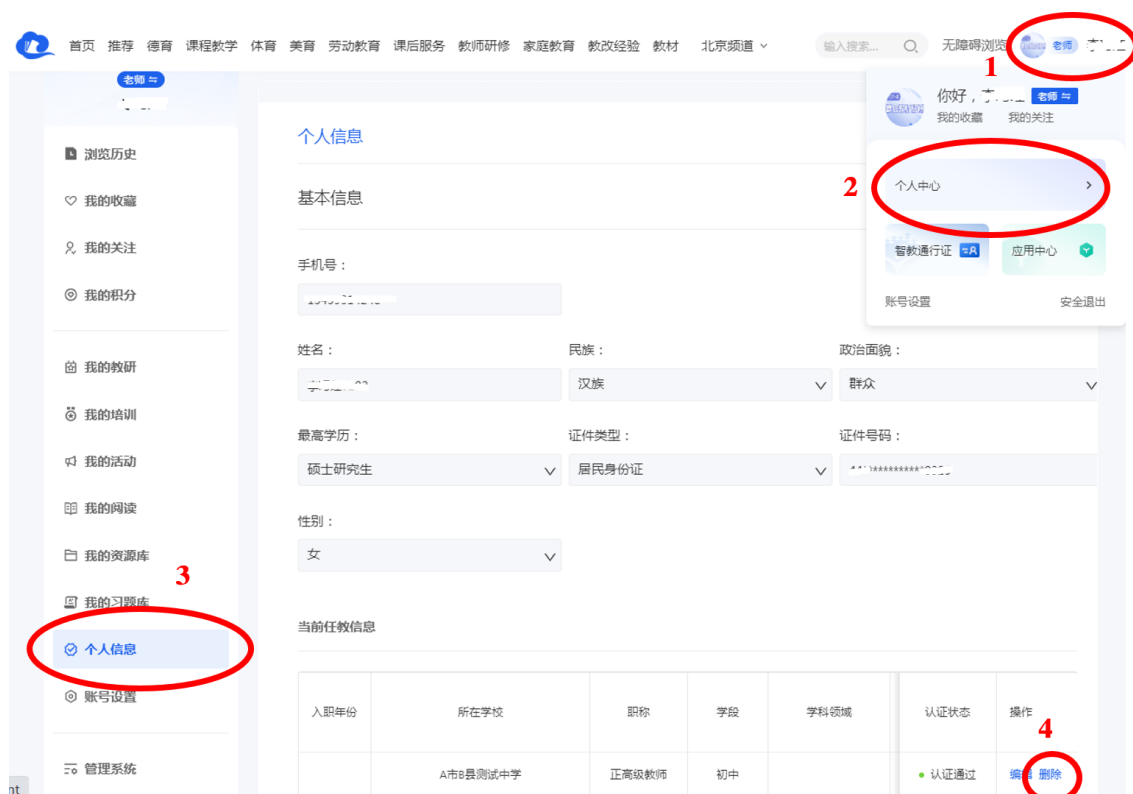 首页 推荐 德育 课程教学 体育 美育 劳动教育 课后服务 教师研修 家庭教育 教改经验 教材 北京频道 输入搜索... 无障碍浏览 老师
1
老师
你好，李 老师
我的收藏 我的关注
个人信息
浏览历史
2
个人中心
基本信息
我的收藏
我的关注
智教通行证 应用中心
手机号：
我的积分
账号设置 安全退出
姓名： 民族： 政治面貌：
我的教研
汉族 群众
我的培训
最高学历： 证件类型： 证件号码：
我的活动
硕士研究生 居民身份证
我的阅读
性别：
我的资源库
女
3
我的习题库
当前任教信息
个人信息
账号设置
入职年份 所在学校 职称 学段 学科领域 认证状态 操作
4
管理系统
A市B县测试中学 正高级教师 初中 认证通过 编辑 删除
nt